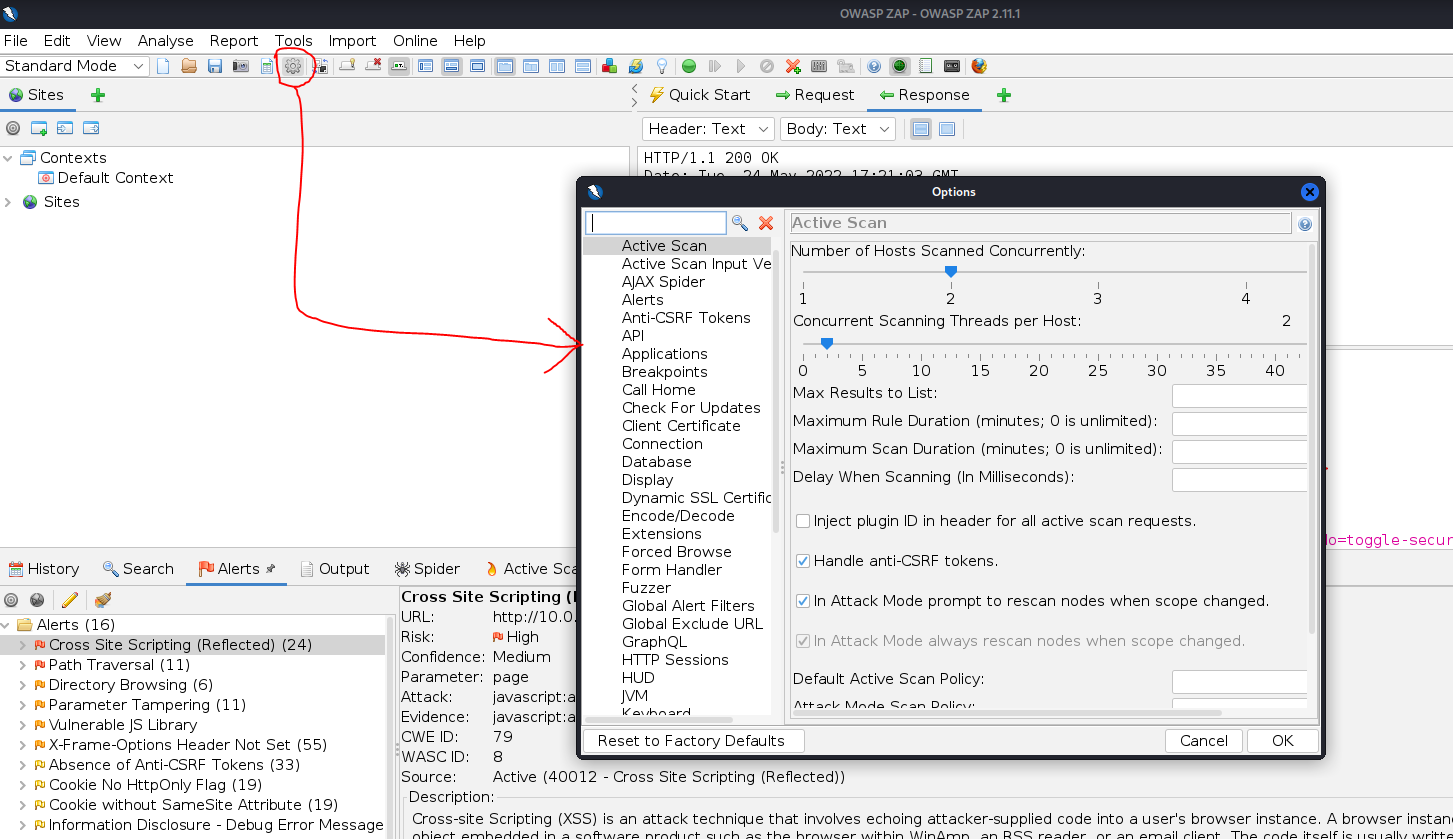 OWASP ZAP - OWASP ZAP 2.11.1
File Edit View Analyse Report Tools Import Online Help
Standard Mode
Sites
Quick Start Request Response
Header: Text Body: Text
Contexts
Default Context
Sites
HTTP/1.1 200 OK
Date: Tue, 24 May 2022 17:21:03 GMT
Options
Active Scan
Active Scan Input Ve
AJAX Spider
Alerts
Anti-CSRF Tokens
API
Applications
Breakpoints
Call Home
Check For Updates
Client Certificate
Connection
Database
Display
Dynamic SSL Certific
Encode/Decode
Extensions
Forced Browse
Form Handler
Fuzzer
Global Alert Filters
Global Exclude URL
GraphQL
HTTP Sessions
HUD
JVM
Keyboard
Active Scan
Number of Hosts Scanned Concurrently:
1 2 3 4
Concurrent Scanning Threads per Host: 2
0 5 10 15 20 25 30 35 40
Max Results to List:
Maximum Rule Duration (minutes; 0 is unlimited):
Maximum Scan Duration (minutes; 0 is unlimited):
Delay When Scanning (In Milliseconds):
Inject plugin ID in header for all active scan requests.
Handle anti-CSRF tokens.
In Attack Mode prompt to rescan nodes when scope changed.
In Attack Mode always rescan nodes when scope changed.
Default Active Scan Policy:
Attack Mode Scan Policy:
Reset to Factory Defaults Cancel OK
do=toggle-secur
History Search Alerts Output Spider Active Sca
Alerts (16)
Cross Site Scripting (Reflected) (24)
Path Traversal (11)
Directory Browsing (6)
Parameter Tampering (11)
Vulnerable JS Library
X-Frame-Options Header Not Set (55)
Absence of Anti-CSRF Tokens (33)
Cookie No HttpOnly Flag (19)
Cookie without SameSite Attribute (19)
Information Disclosure - Debug Error Message
Cross Site Scripting (
URL: http://10.0.
Risk: High
Confidence: Medium
Parameter: page
Attack: javascript:a
Evidence: javascript:a
CWE ID: 79
WASC ID: 8
Source: Active (40012 - Cross Site Scripting (Reflected))
Description:
Cross-site Scripting (XSS) is an attack technique that involves echoing attacker-supplied code into a user's browser instance. A browser instan
object embedded in a software product such as the browser within WinAmp, an RSS reader, or an email client. The code itself is usually writt